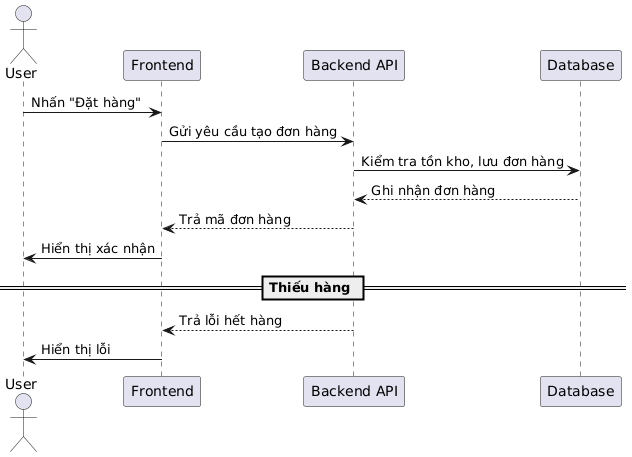 User
Frontend
Backend API
Database
Nhấn "Đặt hàng"
Gửi yêu cầu tạo đơn hàng
Kiểm tra tồn kho, lưu đơn hàng
Ghi nhận đơn hàng
Trả mã đơn hàng
Hiển thị xác nhận
Thiếu hàng
Trả lỗi hết hàng
Hiển thị lỗi
User
Frontend
Backend API
Database